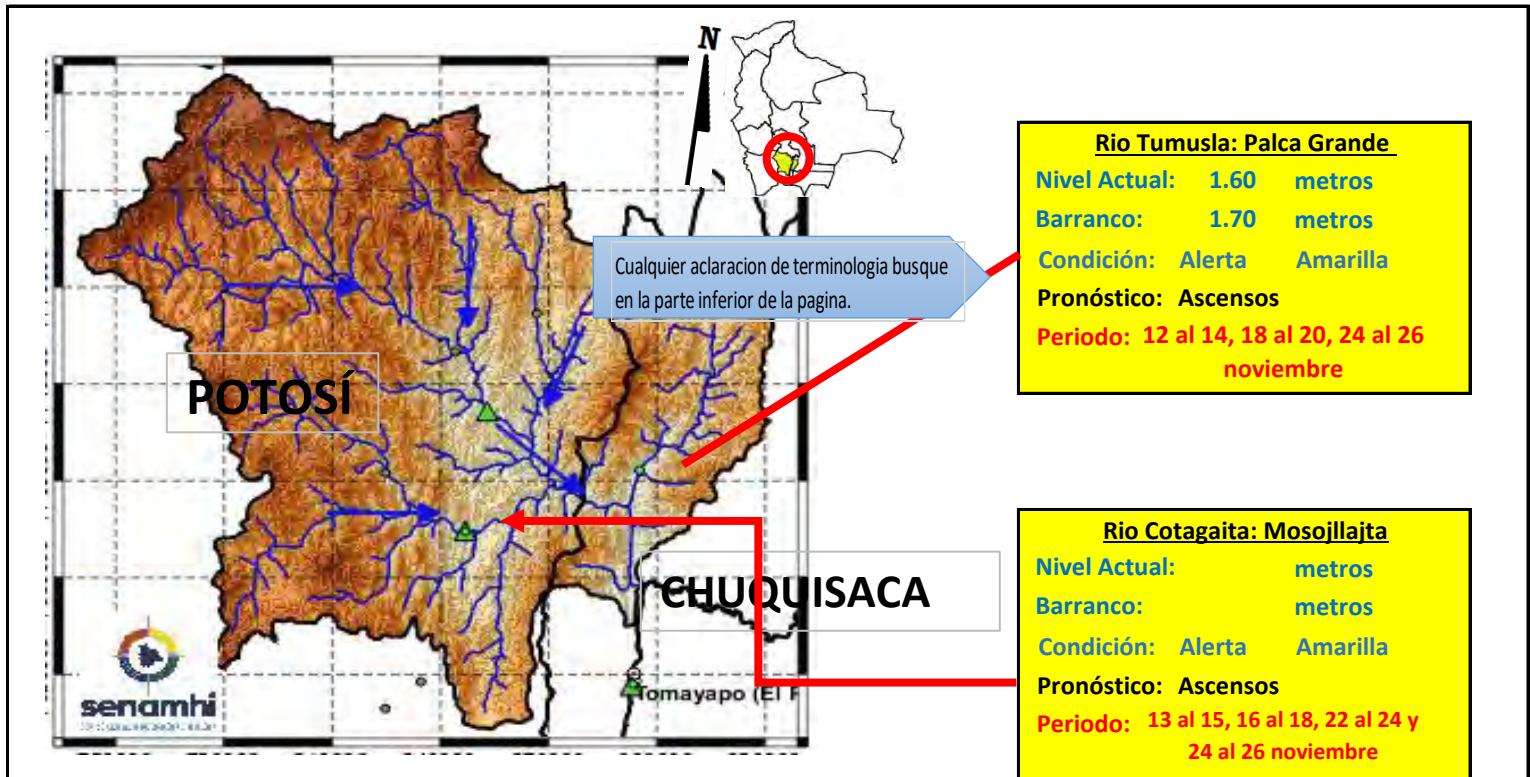 N
Cualquier aclaracion de terminologia busque
en la parte inferior de la pagina.
POTOSÍ
CHUQUISACA
Tomayapo (El
senamhi
Rio Tumusla: Palca Grande
Nivel Actual: 1.60 metros
Barranco: 1.70 metros
Condición: Alerta Amarilla
Pronóstico: Ascensos
Periodo: 12 al 14, 18 al 20, 24 al 26
noviembre
Rio Cotagaita: Mosojllajta
Nivel Actual: metros
Barranco: metros
Condición: Alerta Amarilla
Pronóstico: Ascensos
Periodo: 13 al 15, 16 al 18, 22 al 24 y
24 al 26 noviembre